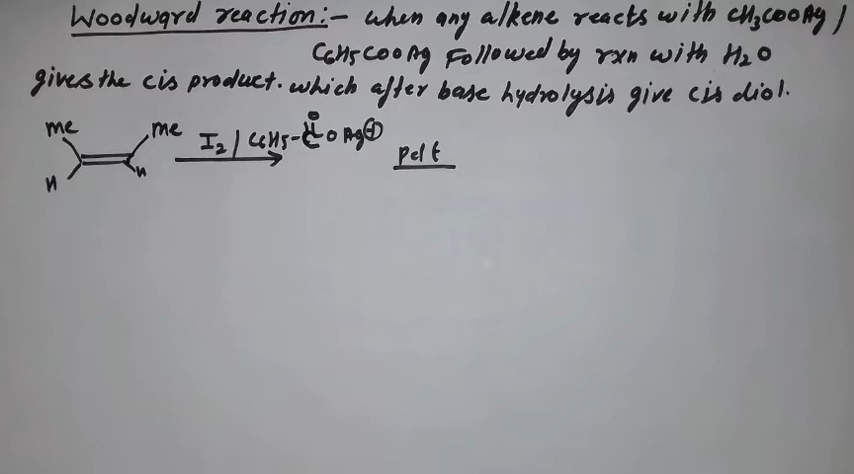 Woodward reaction:- when any alkene reacts with CH3COOAg /
C6H5COOAg followed by rxn with H2O
gives the cis product. which after base hydrolysis give cis diol.
me me I2 / C6H5-C O Ag⊕
O
H H